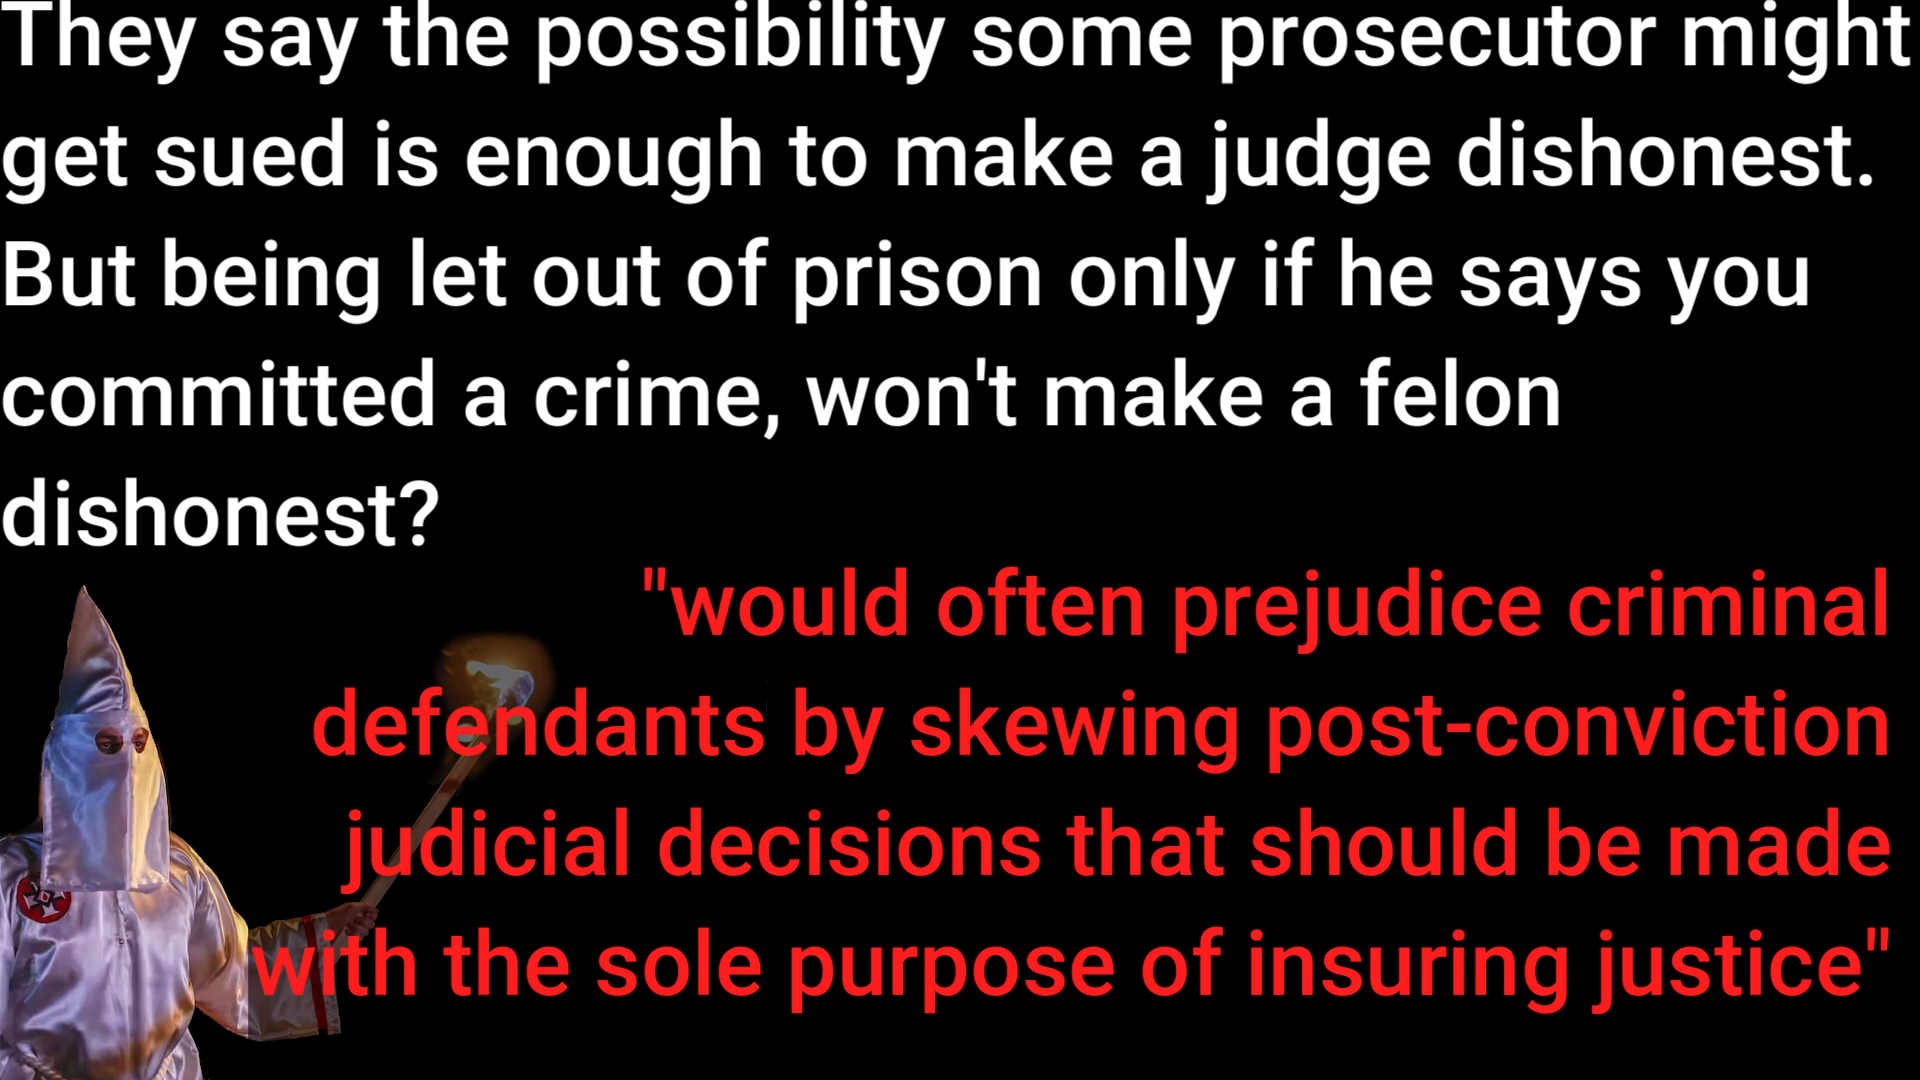 They say the possibility some prosecutor might
get sued is enough to make a judge dishonest.
But being let out of prison only if he says you
committed a crime, won't make a felon
dishonest?
"would often prejudice criminal
defendants by skewing post-conviction
judicial decisions that should be made
with the sole purpose of insuring justice"